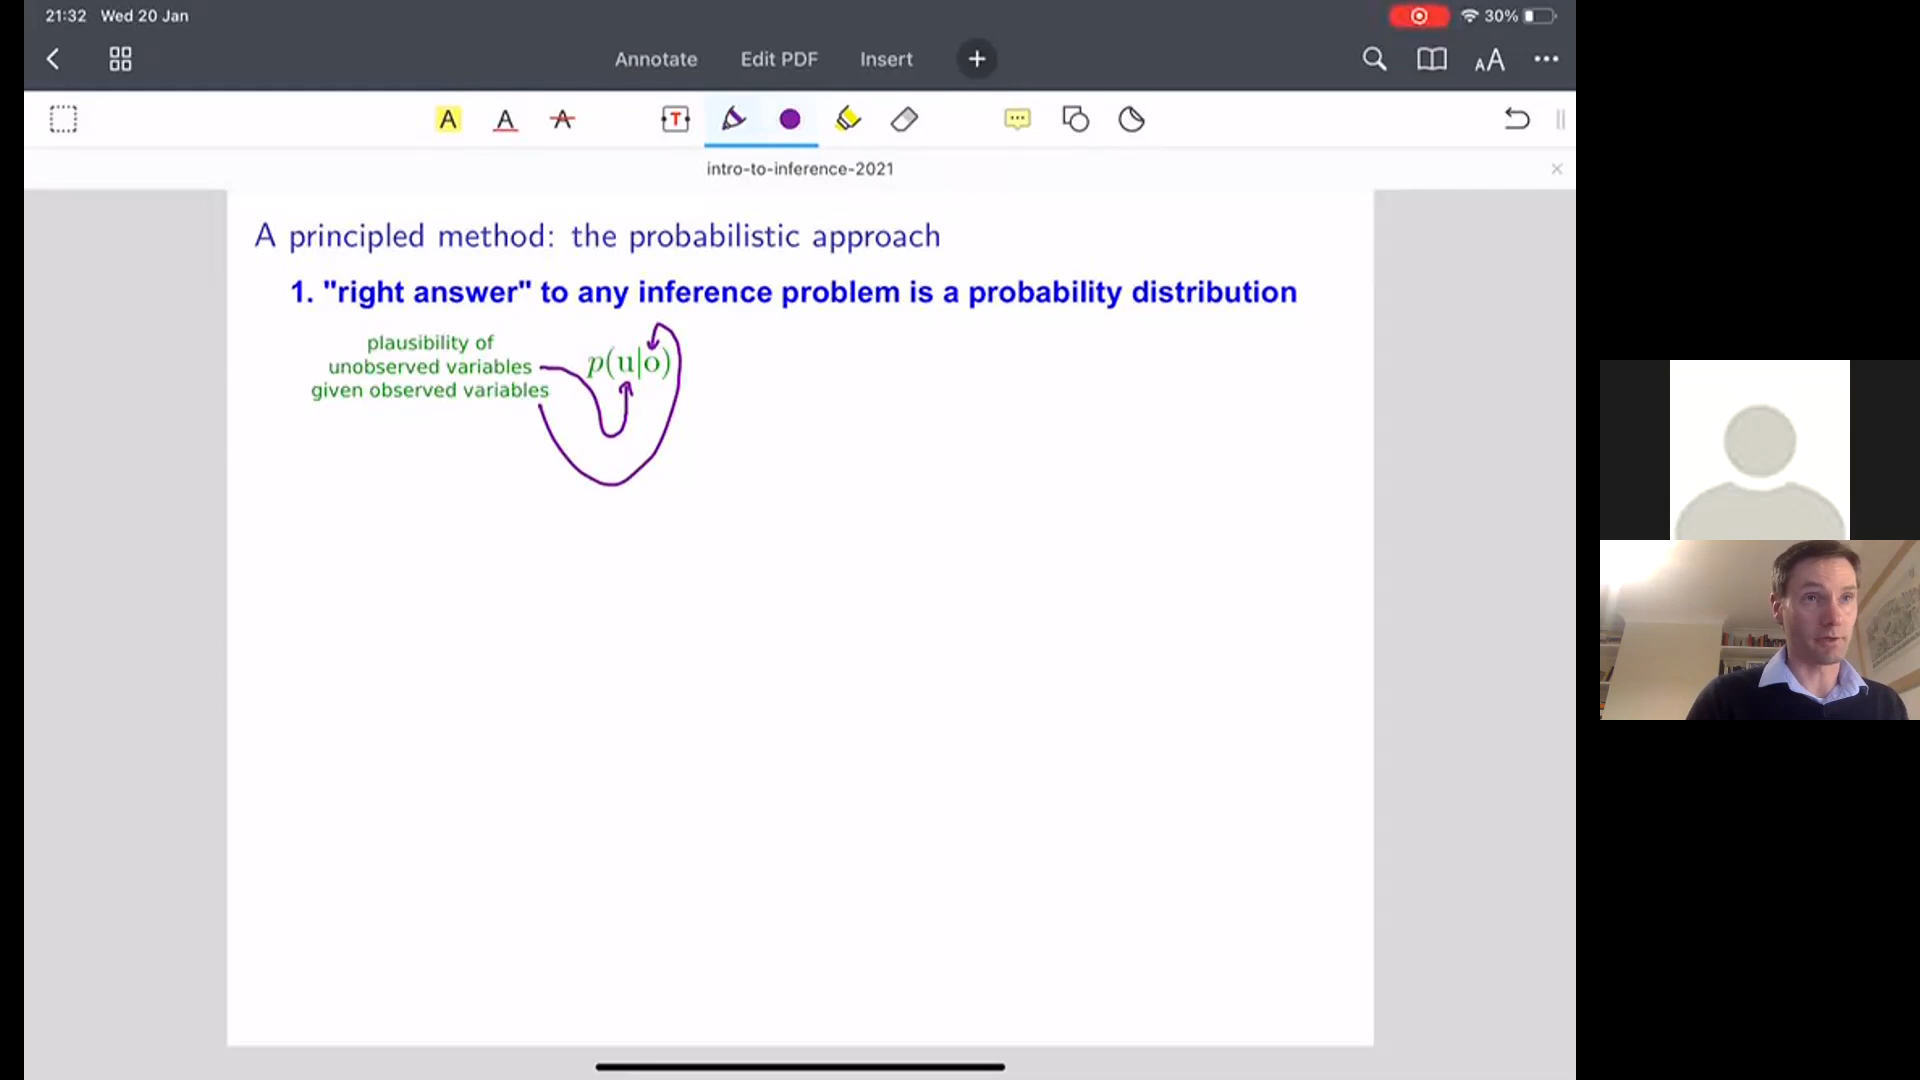 21:32 Wed 20 Jan
30%
Annotate Edit PDF Insert +
AA
A A A T
intro-to-inference-2021
A principled method: the probabilistic approach
1. "right answer" to any inference problem is a probability distribution
plausibility of
unobserved variables
given observed variables
p(u|o)